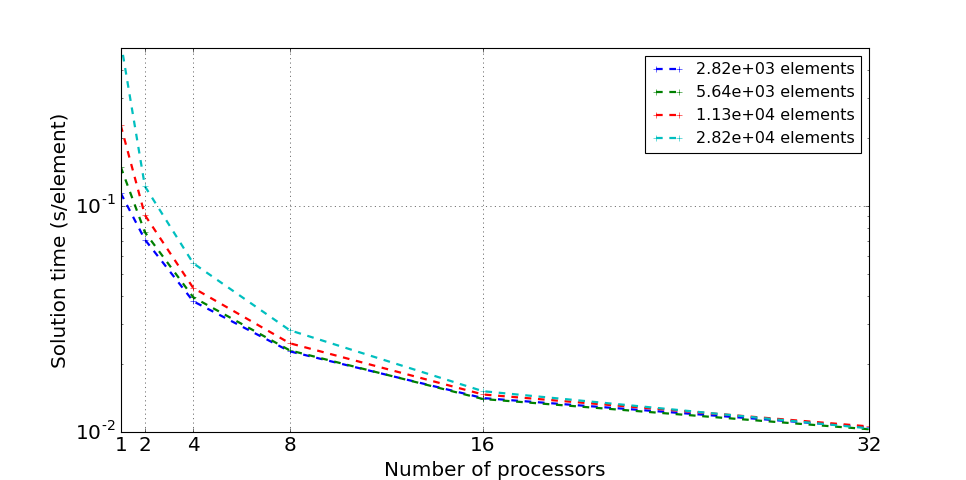 2.82e+03 elements
5.64e+03 elements
1.13e+04 elements
2.82e+04 elements
Solution time (s/element)
10^-1
10^-2
1 2 4 8 16 32
Number of processors